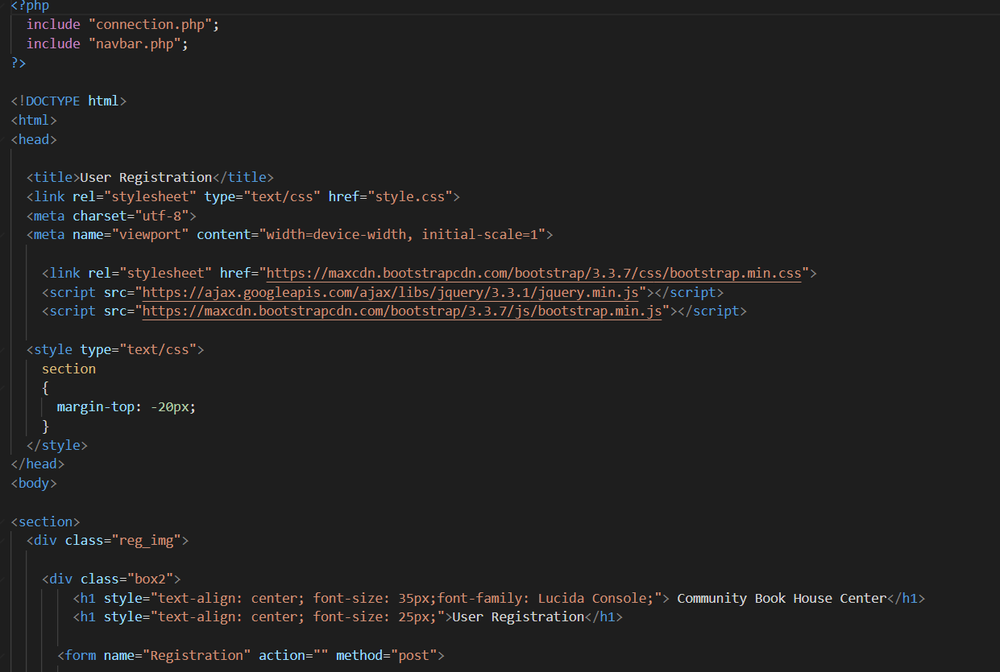 <?php
include "connection.php";
include "navbar.php";
?>
<!DOCTYPE html>
<html>
<head>
<title>User Registration</title>
<link rel="stylesheet" type="text/css" href="style.css">
<meta charset="utf-8">
<meta name="viewport" content="width=device-width, initial-scale=1">
<link rel="stylesheet" href="https://maxcdn.bootstrapcdn.com/bootstrap/3.3.7/css/bootstrap.min.css">
<script src="https://ajax.googleapis.com/ajax/libs/jquery/3.3.1/jquery.min.js"></script>
<script src="https://maxcdn.bootstrapcdn.com/bootstrap/3.3.7/js/bootstrap.min.js"></script>
<style type="text/css">
section
{
margin-top: -20px;
}
</style>
</head>
<body>
<section>
<div class="reg_img">
<div class="box2">
<h1 style="text-align: center; font-size: 35px;font-family: Lucida Console;"> Community Book House Center</h1>
<h1 style="text-align: center; font-size: 25px;">User Registration</h1>
<form name="Registration" action="" method="post">